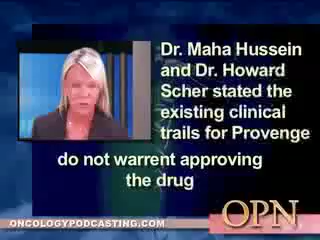 Dr. Maha Hussein
and Dr. Howard
Scher stated the
existing clinical
trails for Provenge
do not warrent approving
the drug
ONCOLOGYPODCASTING.COM
OPN